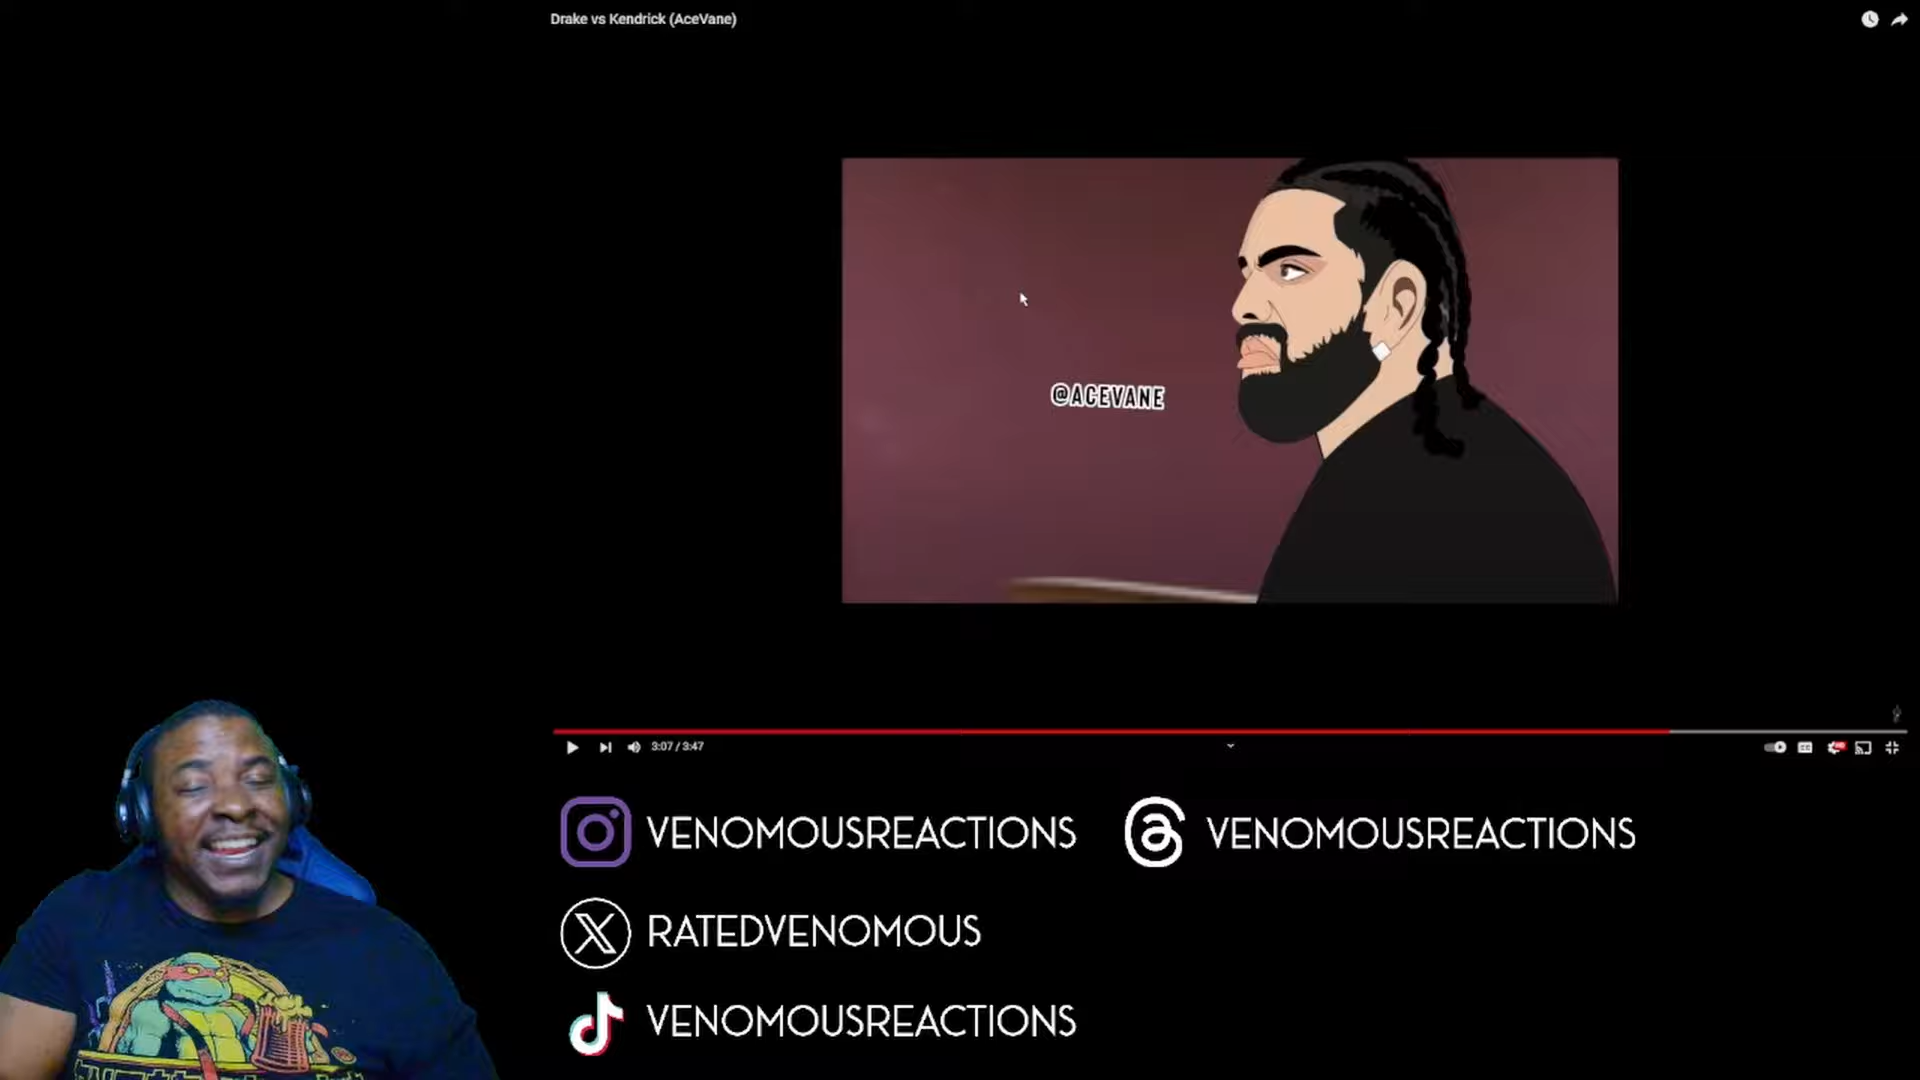 Drake vs Kendrick (AceVane)
@ACEVANE
3:07 / 3:47
VENOMOUSREACTIONS
VENOMOUSREACTIONS
RATEDVENOMOUS
VENOMOUSREACTIONS